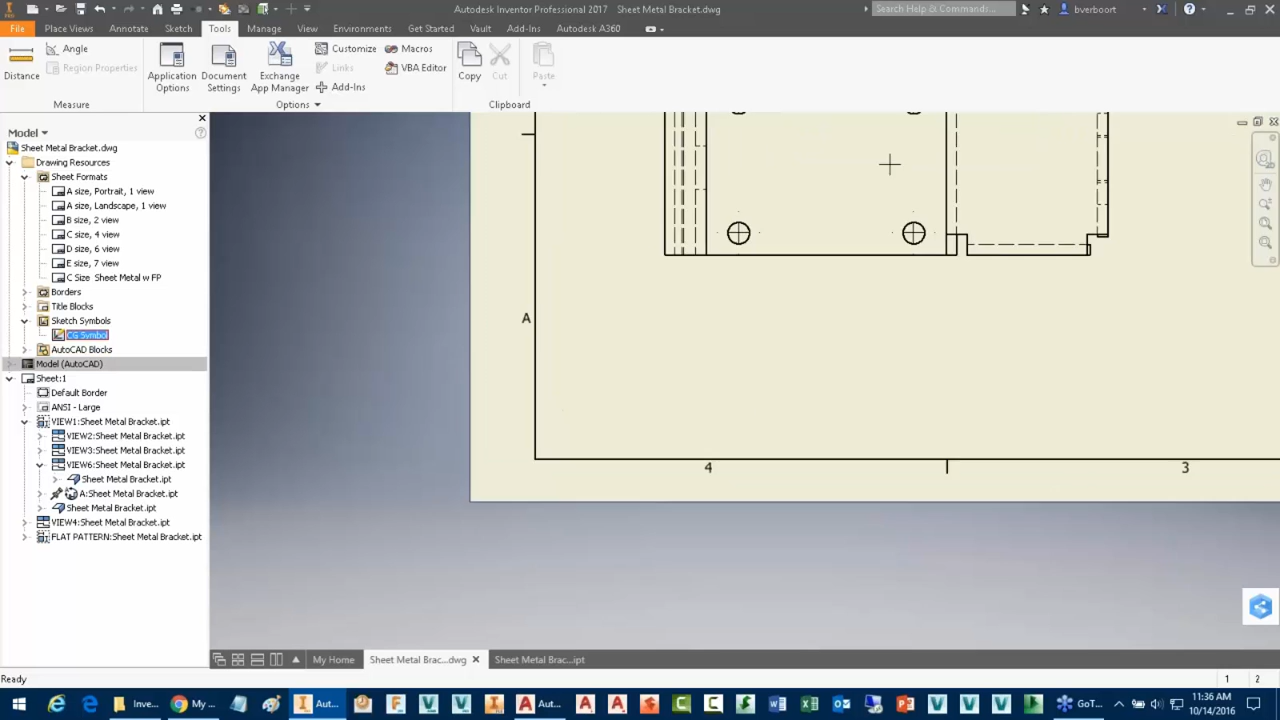 Autodesk Inventor Professional 2017 Sheet Metal Bracket.dwg
Search Help & Commands...
bverboort
File Place Views Annotate Sketch Tools Manage View Environments Get Started Vault Add-Ins Autodesk A360
Distance
Angle
Region Properties
Measure
Application Options
Document Settings
Exchange App Manager
Customize
Links
Add-Ins
Macros
VBA Editor
Options
Copy
Cut
Paste
Clipboard
Model
Sheet Metal Bracket.dwg
Drawing Resources
Sheet Formats
A size, Portrait, 1 view
A size, Landscape, 1 view
B size, 2 view
C size, 4 view
D size, 6 view
E size, 7 view
C Size Sheet Metal w FP
Borders
Title Blocks
Sketch Symbols
CG Symbol
AutoCAD Blocks
Model (AutoCAD)
Sheet:1
Default Border
ANSI - Large
VIEW1:Sheet Metal Bracket.ipt
VIEW2:Sheet Metal Bracket.ipt
VIEW3:Sheet Metal Bracket.ipt
VIEW6:Sheet Metal Bracket.ipt
Sheet Metal Bracket.ipt
A:Sheet Metal Bracket.ipt
Sheet Metal Bracket.ipt
VIEW4:Sheet Metal Bracket.ipt
FLAT PATTERN:Sheet Metal Bracket.ipt
A
4
3
My Home
Sheet Metal Brac...dwg
Sheet Metal Brac...ipt
Ready
1
2
Inve...
My ...
Aut...
Aut...
GoT...
11:36 AM
10/14/2016